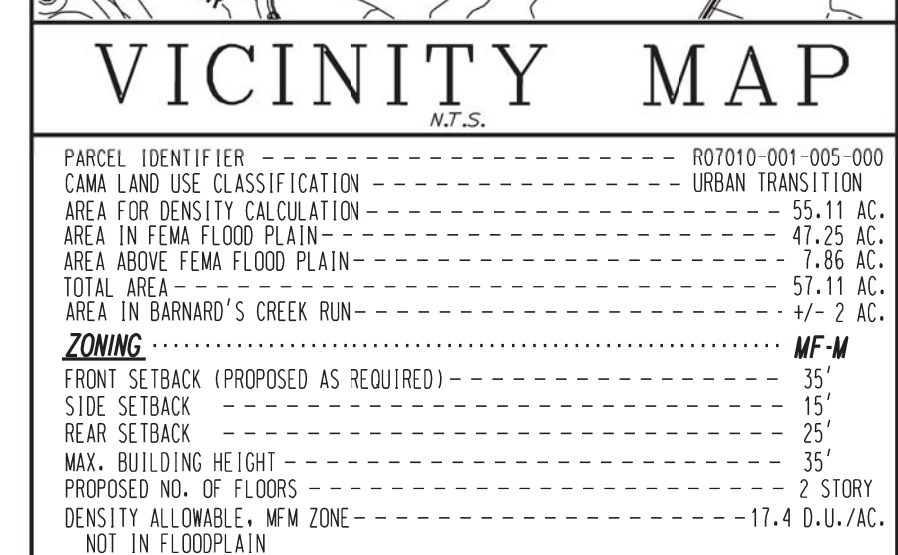 VICINITY MAP
N.T.S.
PARCEL IDENTIFIER - - - - - - - - - - - - - - - - - - - - R07010-001-005-000
CAMA LAND USE CLASSIFICATION - - - - - - - - - - - - - - - URBAN TRANSITION
AREA FOR DENSITY CALCULATION - - - - - - - - - - - - - - - - - - - - 55.11 AC.
AREA IN FEMA FLOOD PLAIN - - - - - - - - - - - - - - - - - - - - - - 47.25 AC.
AREA ABOVE FEMA FLOOD PLAIN - - - - - - - - - - - - - - - - - - - - - 7.86 AC.
TOTAL AREA - - - - - - - - - - - - - - - - - - - - - - - - - - - - - 57.11 AC.
AREA IN BARNARD'S CREEK RUN - - - - - - - - - - - - - - - - - - - - - +/- 2 AC.
ZONING ............................................................ MF-M
FRONT SETBACK (PROPOSED AS REQUIRED) - - - - - - - - - - - - - - - - 35'
SIDE SETBACK - - - - - - - - - - - - - - - - - - - - - - - - - - - 15'
REAR SETBACK - - - - - - - - - - - - - - - - - - - - - - - - - - - 25'
MAX. BUILDING HEIGHT - - - - - - - - - - - - - - - - - - - - - - - - 35'
PROPOSED NO. OF FLOORS - - - - - - - - - - - - - - - - - - - - - - - 2 STORY
DENSITY ALLOWABLE, MFM ZONE - - - - - - - - - - - - - - - - - - -17.4 D.U./AC.
NOT IN FLOODPLAIN